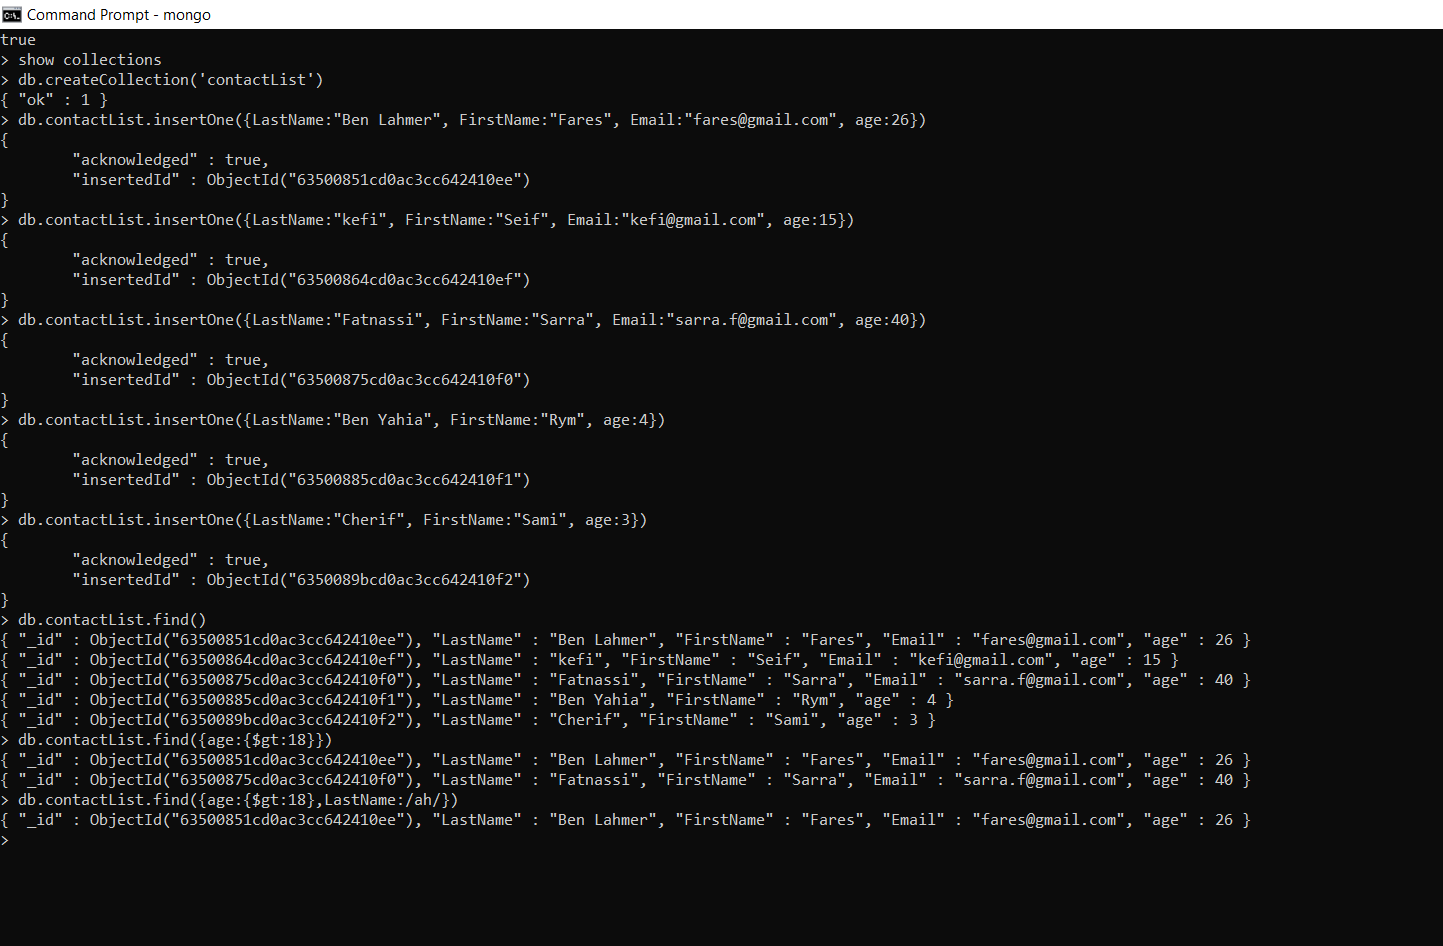 Command Prompt - mongo
true
> show collections
> db.createCollection('contactList')
{ "ok" : 1 }
> db.contactList.insertOne({LastName:"Ben Lahmer", FirstName:"Fares", Email:"fares@gmail.com", age:26})
{
        "acknowledged" : true,
        "insertedId" : ObjectId("63500851cd0ac3cc642410ee")
}
> db.contactList.insertOne({LastName:"kefi", FirstName:"Seif", Email:"kefi@gmail.com", age:15})
{
        "acknowledged" : true,
        "insertedId" : ObjectId("63500864cd0ac3cc642410ef")
}
> db.contactList.insertOne({LastName:"Fatnassi", FirstName:"Sarra", Email:"sarra.f@gmail.com", age:40})
{
        "acknowledged" : true,
        "insertedId" : ObjectId("63500875cd0ac3cc642410f0")
}
> db.contactList.insertOne({LastName:"Ben Yahia", FirstName:"Rym", age:4})
{
        "acknowledged" : true,
        "insertedId" : ObjectId("63500885cd0ac3cc642410f1")
}
> db.contactList.insertOne({LastName:"Cherif", FirstName:"Sami", age:3})
{
        "acknowledged" : true,
        "insertedId" : ObjectId("6350089bcd0ac3cc642410f2")
}
> db.contactList.find()
{ "_id" : ObjectId("63500851cd0ac3cc642410ee"), "LastName" : "Ben Lahmer", "FirstName" : "Fares", "Email" : "fares@gmail.com", "age" : 26 }
{ "_id" : ObjectId("63500864cd0ac3cc642410ef"), "LastName" : "kefi", "FirstName" : "Seif", "Email" : "kefi@gmail.com", "age" : 15 }
{ "_id" : ObjectId("63500875cd0ac3cc642410f0"), "LastName" : "Fatnassi", "FirstName" : "Sarra", "Email" : "sarra.f@gmail.com", "age" : 40 }
{ "_id" : ObjectId("63500885cd0ac3cc642410f1"), "LastName" : "Ben Yahia", "FirstName" : "Rym", "age" : 4 }
{ "_id" : ObjectId("6350089bcd0ac3cc642410f2"), "LastName" : "Cherif", "FirstName" : "Sami", "age" : 3 }
> db.contactList.find({age:{$gt:18}})
{ "_id" : ObjectId("63500851cd0ac3cc642410ee"), "LastName" : "Ben Lahmer", "FirstName" : "Fares", "Email" : "fares@gmail.com", "age" : 26 }
{ "_id" : ObjectId("63500875cd0ac3cc642410f0"), "LastName" : "Fatnassi", "FirstName" : "Sarra", "Email" : "sarra.f@gmail.com", "age" : 40 }
> db.contactList.find({age:{$gt:18},LastName:/ah/})
{ "_id" : ObjectId("63500851cd0ac3cc642410ee"), "LastName" : "Ben Lahmer", "FirstName" : "Fares", "Email" : "fares@gmail.com", "age" : 26 }
>